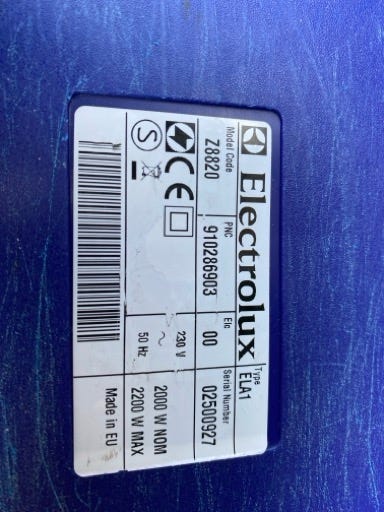 Electrolux
Type
ELA1
Model Code
Z8820
PNC
910286903
Elc
00
Serial Number
02500927
CE
230 V ~
50 Hz
2000 W NOM
2200 W MAX
S
Made in EU